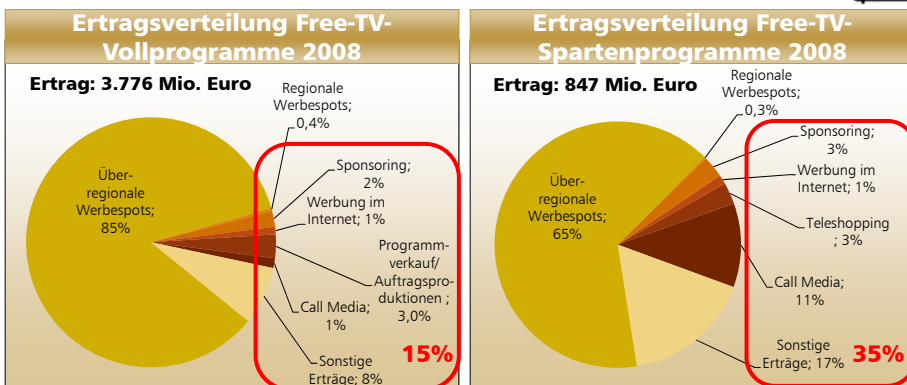 Ertragsverteilung Free-TV-
Vollprogramme 2008
Ertrag: 3.776 Mio. Euro
Regionale
Werbespots;
0,4%
Über-
regionale
Werbespots;
85%
Sponsoring;
2%
Werbung im
Internet; 1%
Programm-
verkauf/
Auftragspro-
duktionen ;
3,0%
Call Media;
1%
Sonstige
Erträge; 8%
15%
Ertragsverteilung Free-TV-
Spartenprogramme 2008
Ertrag: 847 Mio. Euro
Regionale
Werbespots;
0,3%
Über-
regionale
Werbespots;
65%
Sponsoring;
3%
Werbung im
Internet; 1%
Teleshopping
; 3%
Call Media;
11%
Sonstige
Erträge; 17%
35%